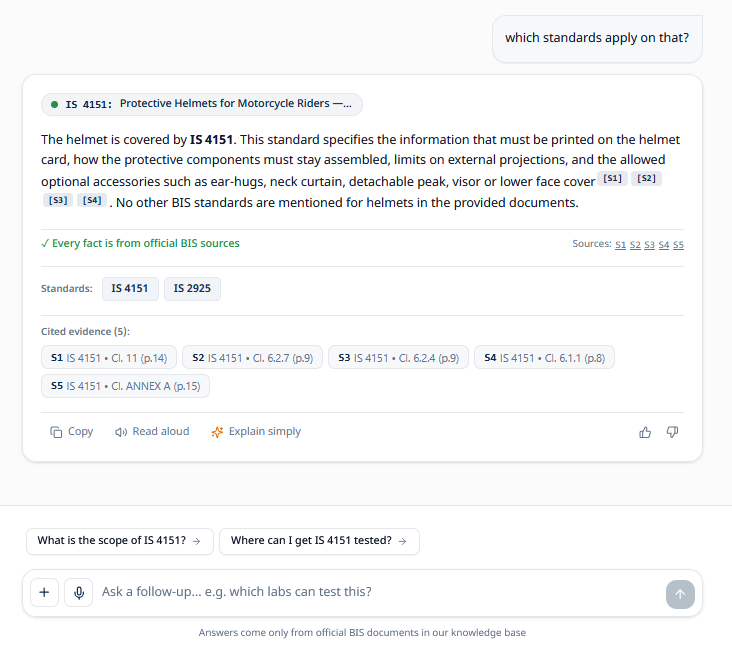 which standards apply on that?
IS 4151: Protective Helmets for Motorcycle Riders —...
The helmet is covered by IS 4151. This standard specifies the information that must be printed on the helmet
card, how the protective components must stay assembled, limits on external projections, and the allowed
optional accessories such as ear-hugs, neck curtain, detachable peak, visor or lower face cover [S1] [S2]
[S3] [S4] . No other BIS standards are mentioned for helmets in the provided documents.
✓ Every fact is from official BIS sources Sources: S1 S2 S3 S4 S5
Standards: IS 4151 IS 2925
Cited evidence (5):
S1 IS 4151 • Cl. 11 (p.14) S2 IS 4151 • Cl. 6.2.7 (p.9) S3 IS 4151 • Cl. 6.2.4 (p.9) S4 IS 4151 • Cl. 6.1.1 (p.8)
S5 IS 4151 • Cl. ANNEX A (p.15)
Copy Read aloud Explain simply
What is the scope of IS 4151? → Where can I get IS 4151 tested? →
Ask a follow-up... e.g. which labs can test this?
Answers come only from official BIS documents in our knowledge base